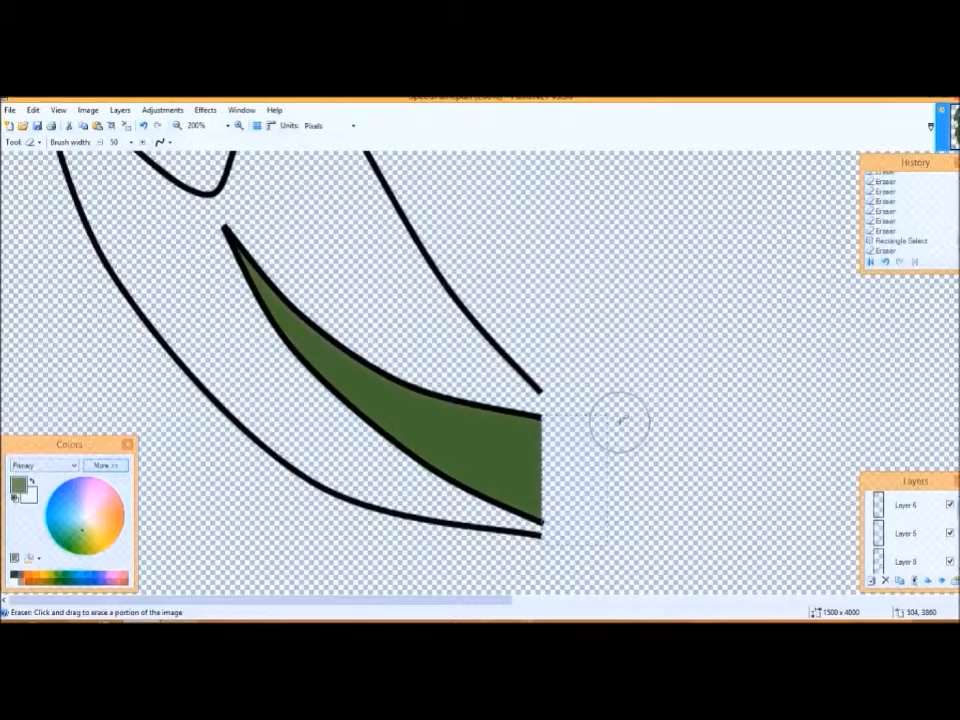 File Edit View Image Layers Adjustments Effects Window Help
200% Units: Pixels
Tool: Brush width: 50
History
Eraser
Eraser
Eraser
Eraser
Eraser
Eraser
Rectangle Select
Eraser
Colors
Primary More >>
Layers
Layer 6
Layer 5
Eraser: Click and drag to erase a portion of the image 1500 x 4000 504, 3860